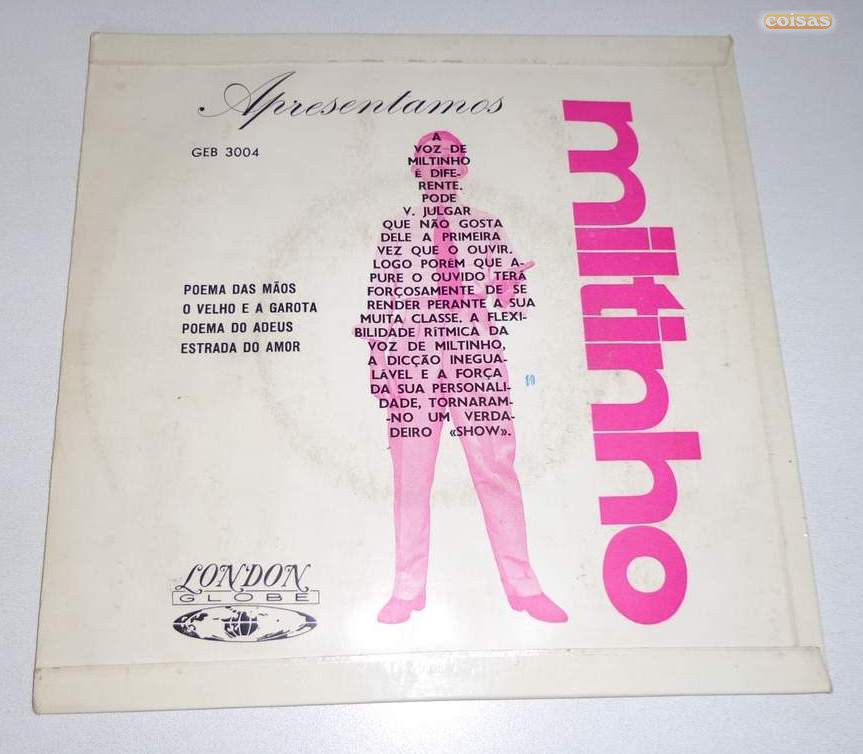 coisas
Apresentamos
GEB 3004
A
VOZ DE
MILTINHO
É DIFE-
RENTE.
PODE
V. JULGAR
QUE NÃO GOSTA
DELE A PRIMEIRA
VEZ QUE O OUVIR.
LOGO PORÉM QUE A-
PURE O OUVIDO TERÁ
FORÇOSAMENTE DE SE
RENDER PERANTE A SUA
MUITA CLASSE. A FLEXI-
BILIDADE RíTMICA DA
VOZ DE MILTINHO,
A DICÇÃO INEGUA-
LÁVEL E A FORÇA
DA SUA PERSONALI-
DADE, TORNARAM-
-NO UM VERDA-
DEIRO «SHOW».
POEMA DAS MÃOS
O VELHO E A GAROTA
POEMA DO ADEUS
ESTRADA DO AMOR
miltinho
LONDON
GLOBE